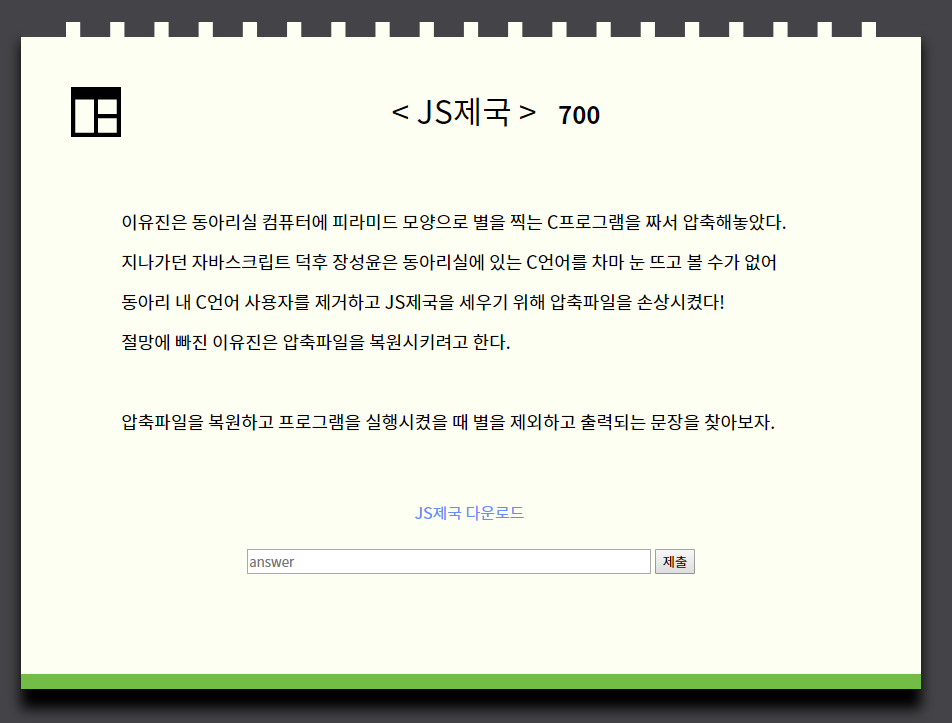 < JS제국 > 700
이유진은 동아리실 컴퓨터에 피라미드 모양으로 별을 찍는 C프로그램을 짜서 압축해놓았다.
지나가던 자바스크립트 덕후 장성윤은 동아리실에 있는 C언어를 차마 눈 뜨고 볼 수가 없어
동아리 내 C언어 사용자를 제거하고 JS제국을 세우기 위해 압축파일을 손상시켰다!
절망에 빠진 이유진은 압축파일을 복원시키려고 한다.
압축파일을 복원하고 프로그램을 실행시켰을 때 별을 제외하고 출력되는 문장을 찾아보자.
JS제국 다운로드
answer 제출